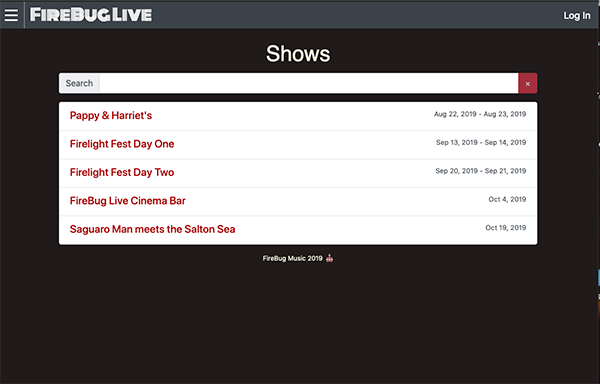 FIREBUG LIVE
Log In
Shows
Search
×
Pappy & Harriet's Aug 22, 2019 - Aug 23, 2019
Firelight Fest Day One Sep 13, 2019 - Sep 14, 2019
Firelight Fest Day Two Sep 20, 2019 - Sep 21, 2019
FireBug Live Cinema Bar Oct 4, 2019
Saguaro Man meets the Salton Sea Oct 19, 2019
FireBug Music 2019